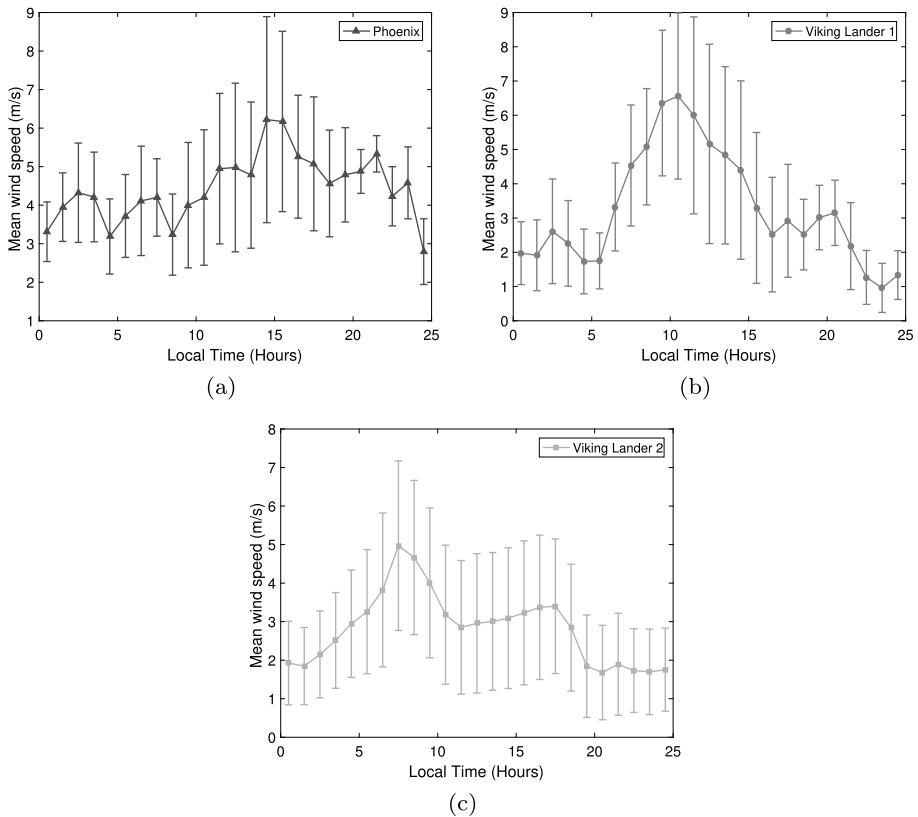 9
8
7
6
5
4
3
2
1
0 5 10 15 20 25
Mean wind speed (m/s)
Local Time (Hours)
Phoenix
(a)
9
8
7
6
5
4
3
2
1
0
0 5 10 15 20 25
Mean wind speed (m/s)
Local Time (Hours)
Viking Lander 1
(b)
8
7
6
5
4
3
2
1
0
0 5 10 15 20 25
Mean wind speed (m/s)
Local Time (Hours)
Viking Lander 2
(c)